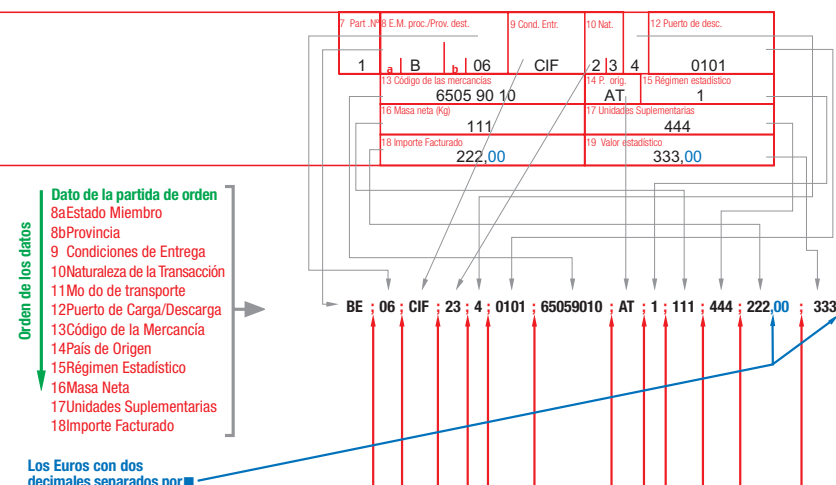 7 Part .Nº 8 E.M. proc./Prov. dest. 9 Cond. Entr. 10 Nat. 12 Puerto de desc.
1 a B b 06 CIF 2 3 4 0101
13 Código de las mercancías 14 P. orig. 15 Régimen estadístico
6505 90 10 AT 1
16 Masa neta (Kg) 17 Unidades Suplementarias
111 444
18 Importe Facturado 19 Valor estadístico
222,00 333,00
Orden de los datos
Dato de la partida de orden
8aEstado Miembro
8bProvincia
9 Condiciones de Entrega
10Naturaleza de la Transacción
11Mo do de transporte
12Puerto de Carga/Descarga
13Código de la Mercancía
14País de Origen
15Régimen Estadístico
16Masa Neta
17Unidades Suplementarias
18Importe Facturado
BE ; 06 ; CIF ; 23 ; 4 ; 0101 ; 65059010 ; AT ; 1 ; 111 ; 444 ; 222,00 ; 333
Los Euros con dos
decimales separados por